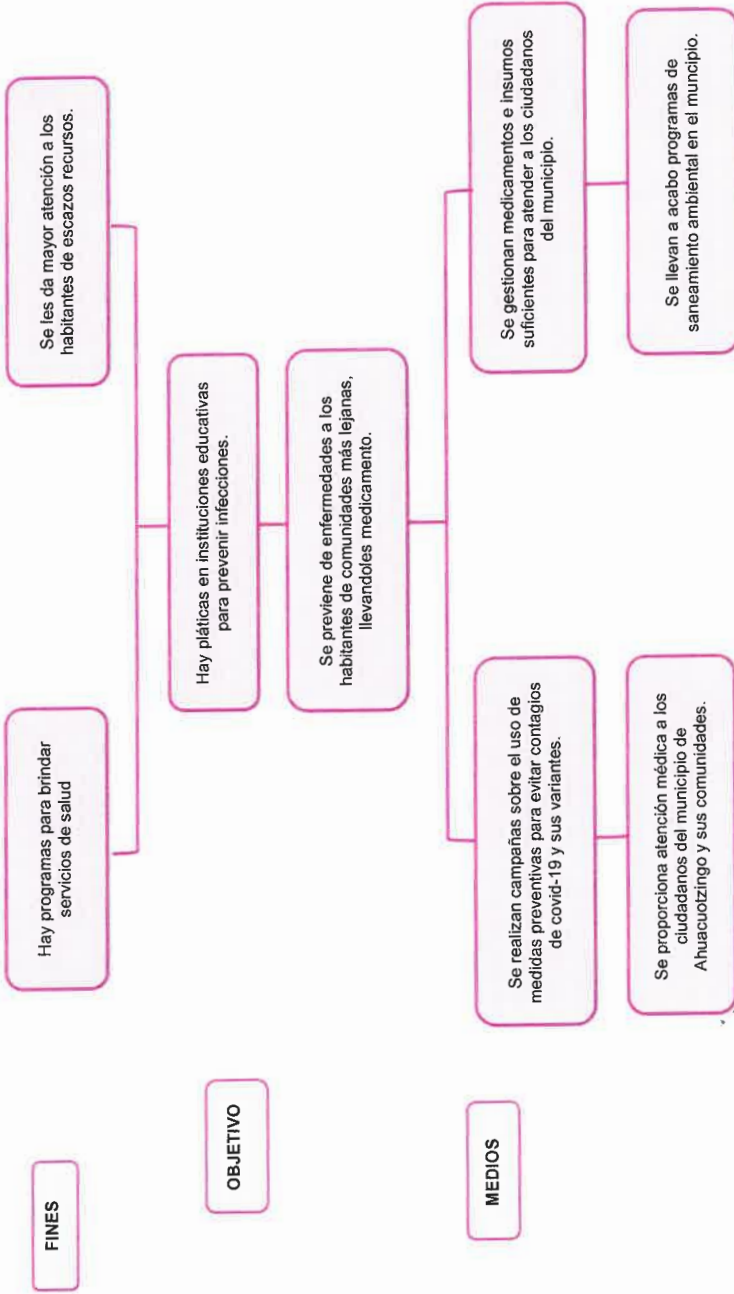 FINES
Hay programas para brindar
servicios de salud
Se les da mayor atención a los
habitantes de escazos recursos.
OBJETIVO
Hay pláticas en instituciones educativas
para prevenir infecciones.
Se previene de enfermedades a los
habitantes de comunidades más lejanas,
llevandoles medicamento.
MEDIOS
Se realizan campañas sobre el uso de
medidas preventivas para evitar contagios
de covid-19 y sus variantes.
Se gestionan medicamentos e insumos
suficientes para atender a los ciudadanos
del municipio.
Se proporciona atención médica a los
ciudadanos del municipio de
Ahuacuotzingo y sus comunidades.
Se llevan a acabo programas de
saneamiento ambiental en el muncipio.